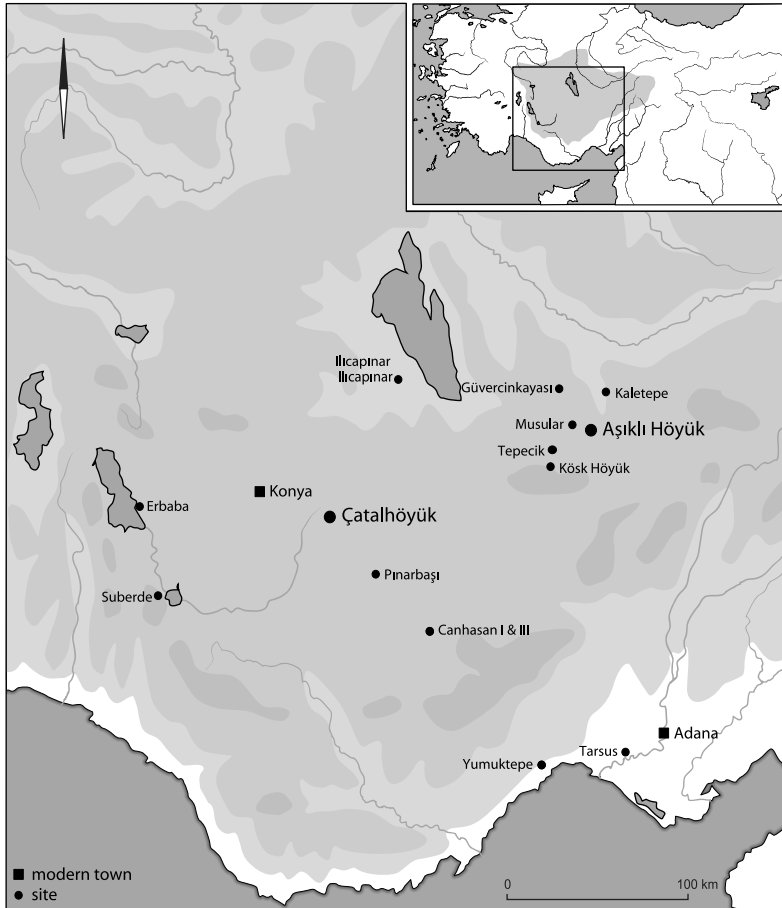 Ilıcapınar
Ilıcapınar
Güvercinkayası
Kaletepe
Musular
Aşıklı Höyük
Tepecik
Kösk Höyük
Konya
Erbaba
Çatalhöyük
Pınarbaşı
Suberde
Canhasan I & III
Adana
Tarsus
Yumuktepe
modern town
site
0 100 km